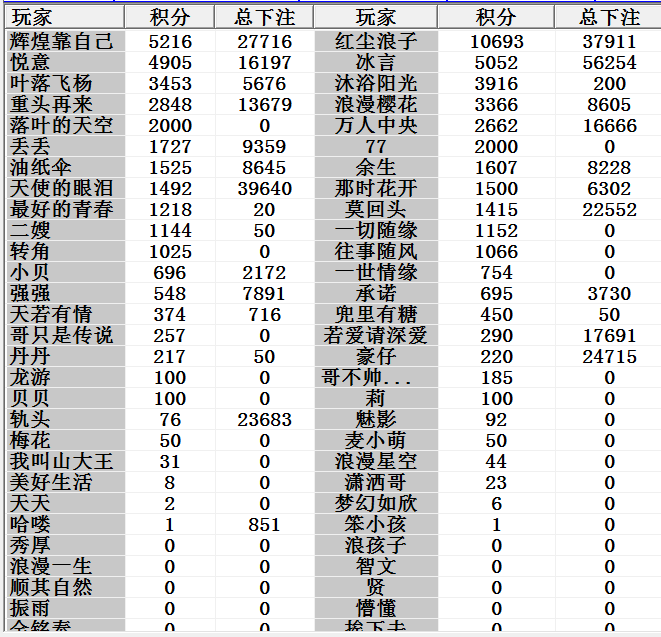 玩家 积分 总下注 玩家 积分 总下注
辉煌靠自己 5216 27716 红尘浪子 10693 37911
悦意 4905 16197 冰言 5052 56254
叶落飞杨 3453 5676 沐浴阳光 3916 200
重头再来 2848 13679 浪漫樱花 3366 8605
落叶的天空 2000 0 万人中央 2662 16666
丢丢 1727 9359 77 2000 0
油纸伞 1525 8645 余生 1607 8228
天使的眼泪 1492 39640 那时花开 1500 6302
最好的青春 1218 20 莫回头 1415 22552
二嫂 1144 50 一切随缘 1152 0
转角 1025 0 往事随风 1066 0
小贝 696 2172 一世情缘 754 0
强强 548 7891 承诺 695 3730
天若有情 374 716 兜里有糖 450 50
哥只是传说 257 0 若爱请深爱 290 17691
丹丹 217 50 豪仔 220 24715
龙游 100 0 哥不帅... 185 0
贝贝 100 0 莉 100 0
轨头 76 23683 魅影 92 0
梅花 50 0 麦小萌 50 0
我叫山大王 31 0 浪漫星空 44 0
美好生活 8 0 潇洒哥 23 0
天天 2 0 梦幻如欣 6 0
哈喽 1 851 笨小孩 1 0
秀厚 0 0 浪孩子 0 0
浪漫一生 0 0 智文 0 0
顺其自然 0 0 贤 0 0
振雨 0 0 懵懂 0 0
0 0 挨下去 0 0